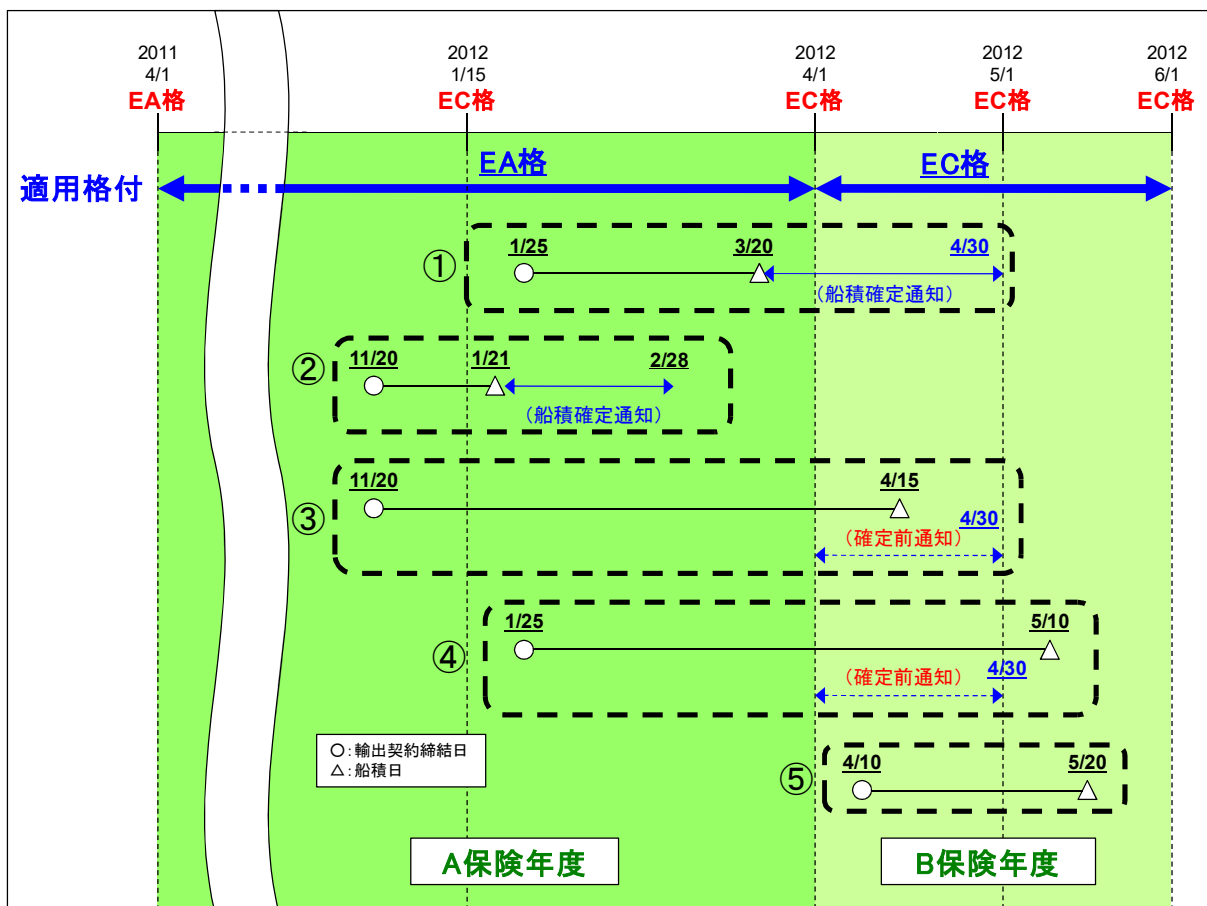 2011
4/1
EA格
2012
1/15
EC格
2012
4/1
EC格
2012
5/1
EC格
2012
6/1
EC格
適用格付
EA格
EC格
①
1/25
3/20
4/30
(船積確定通知)
②
11/20
1/21
2/28
(船積確定通知)
③
11/20
4/15
4/30
(確定前通知)
④
1/25
5/10
4/30
(確定前通知)
○:輸出契約締結日
△:船積日
⑤
4/10
5/20
A保険年度
B保険年度